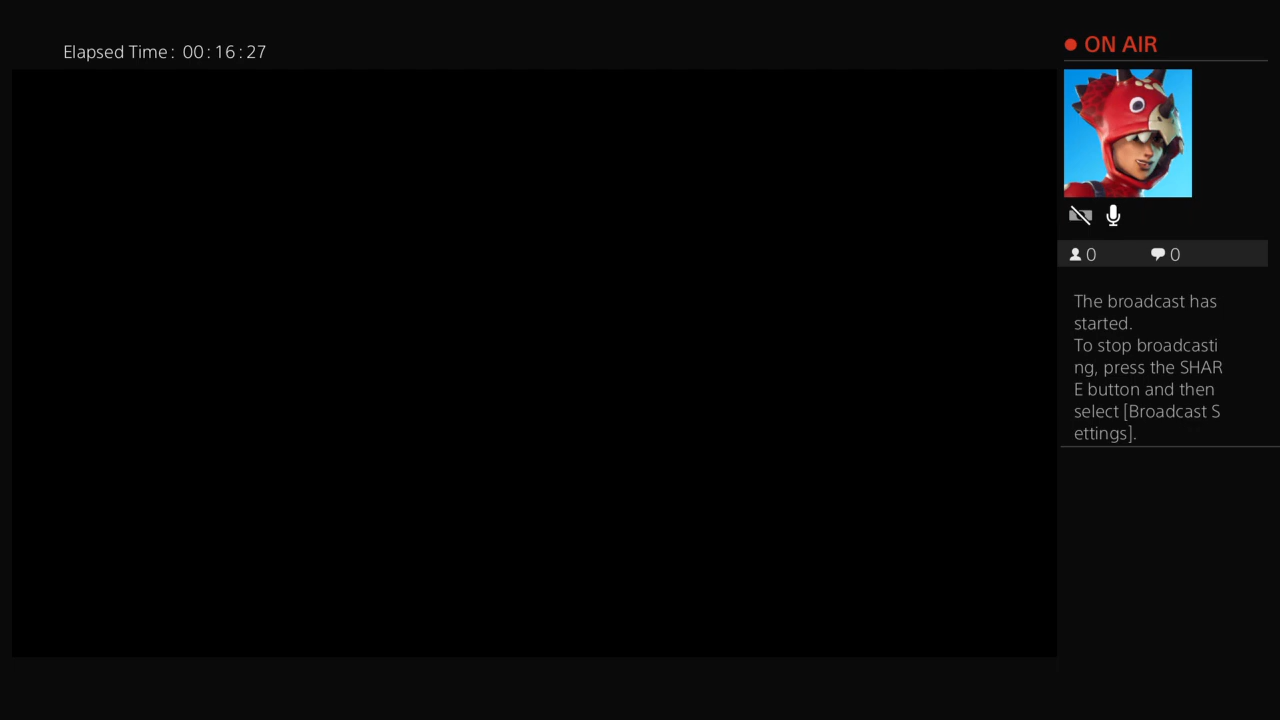 Elapsed Time: 00:16:27
ON AIR
0
0
The broadcast has
started.
To stop broadcasti
ng, press the SHAR
E button and then
select [Broadcast S
ettings].